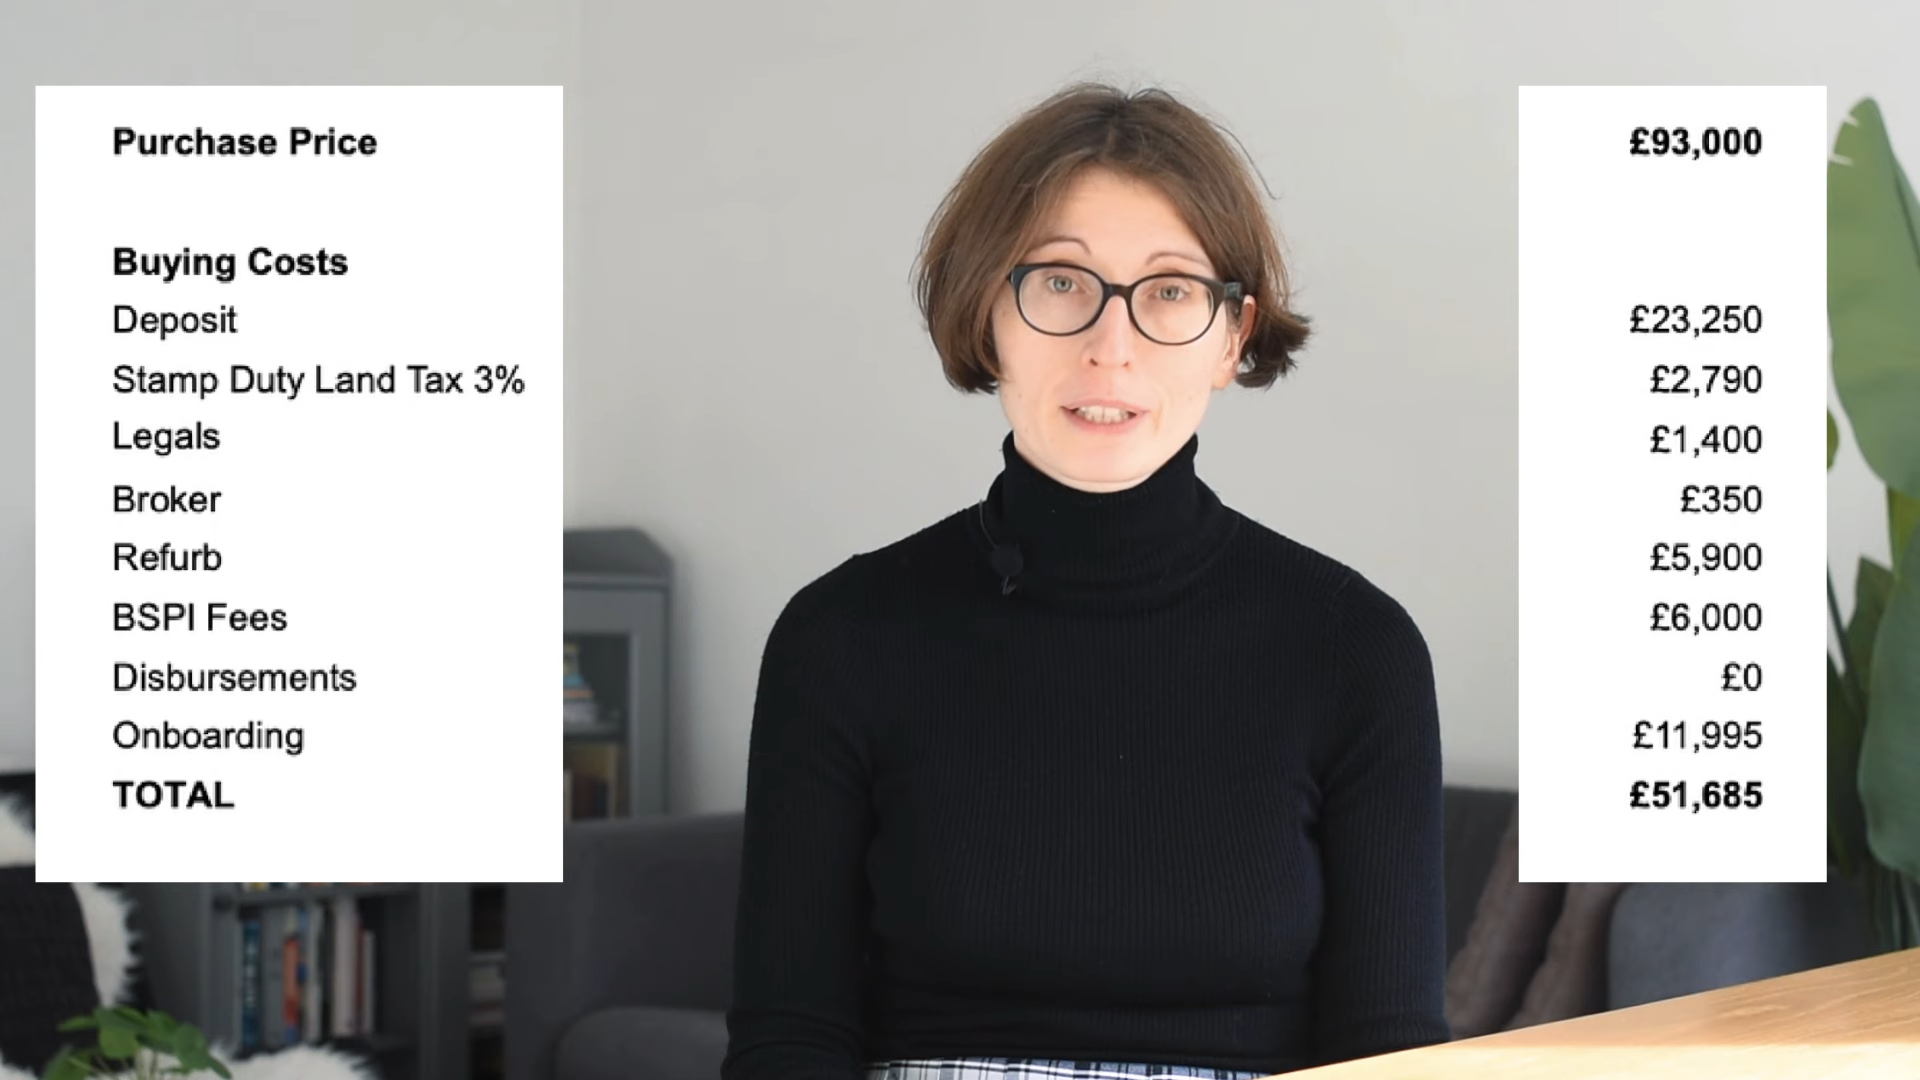 Purchase Price £93,000
Buying Costs
Deposit £23,250
Stamp Duty Land Tax 3% £2,790
Legals £1,400
Broker £350
Refurb £5,900
BSPI Fees £6,000
Disbursements £0
Onboarding £11,995
TOTAL £51,685